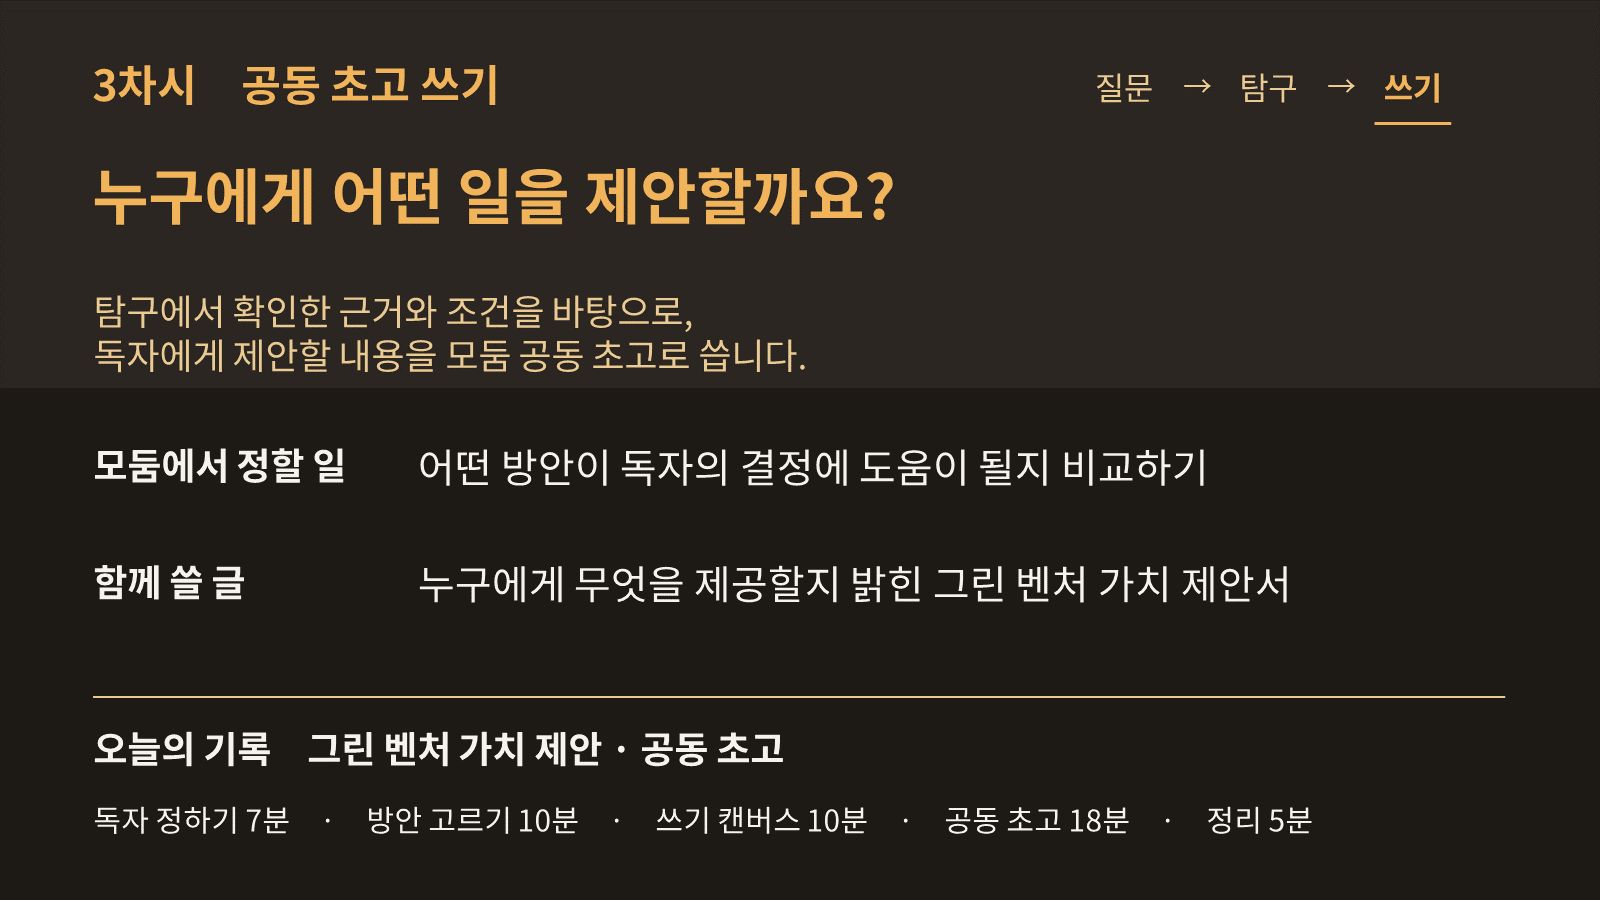 3차시 공동 초고 쓰기
질문 → 탐구 → 쓰기
누구에게 어떤 일을 제안할까요?
탐구에서 확인한 근거와 조건을 바탕으로,
독자에게 제안할 내용을 모둠 공동 초고로 씁니다.
모둠에서 정할 일 어떤 방안이 독자의 결정에 도움이 될지 비교하기
함께 쓸 글 누구에게 무엇을 제공할지 밝힌 그린 벤처 가치 제안서
오늘의 기록 그린 벤처 가치 제안 · 공동 초고
독자 정하기 7분 · 방안 고르기 10분 · 쓰기 캔버스 10분 · 공동 초고 18분 · 정리 5분